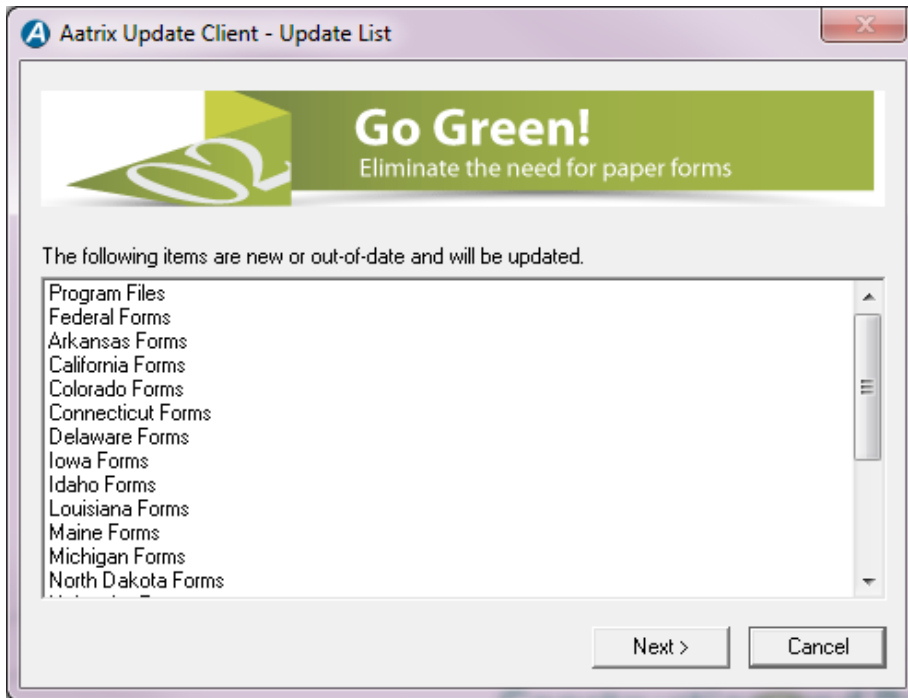 Aatrix Update Client - Update List
Go Green!
Eliminate the need for paper forms
The following items are new or out-of-date and will be updated.
Program Files
Federal Forms
Arkansas Forms
California Forms
Colorado Forms
Connecticut Forms
Delaware Forms
Iowa Forms
Idaho Forms
Louisiana Forms
Maine Forms
Michigan Forms
North Dakota Forms
Next >
Cancel